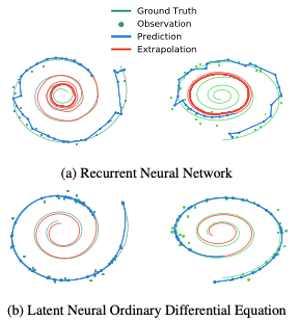 Ground Truth
Observation
Prediction
Extrapolation
(a) Recurrent Neural Network
(b) Latent Neural Ordinary Differential Equation